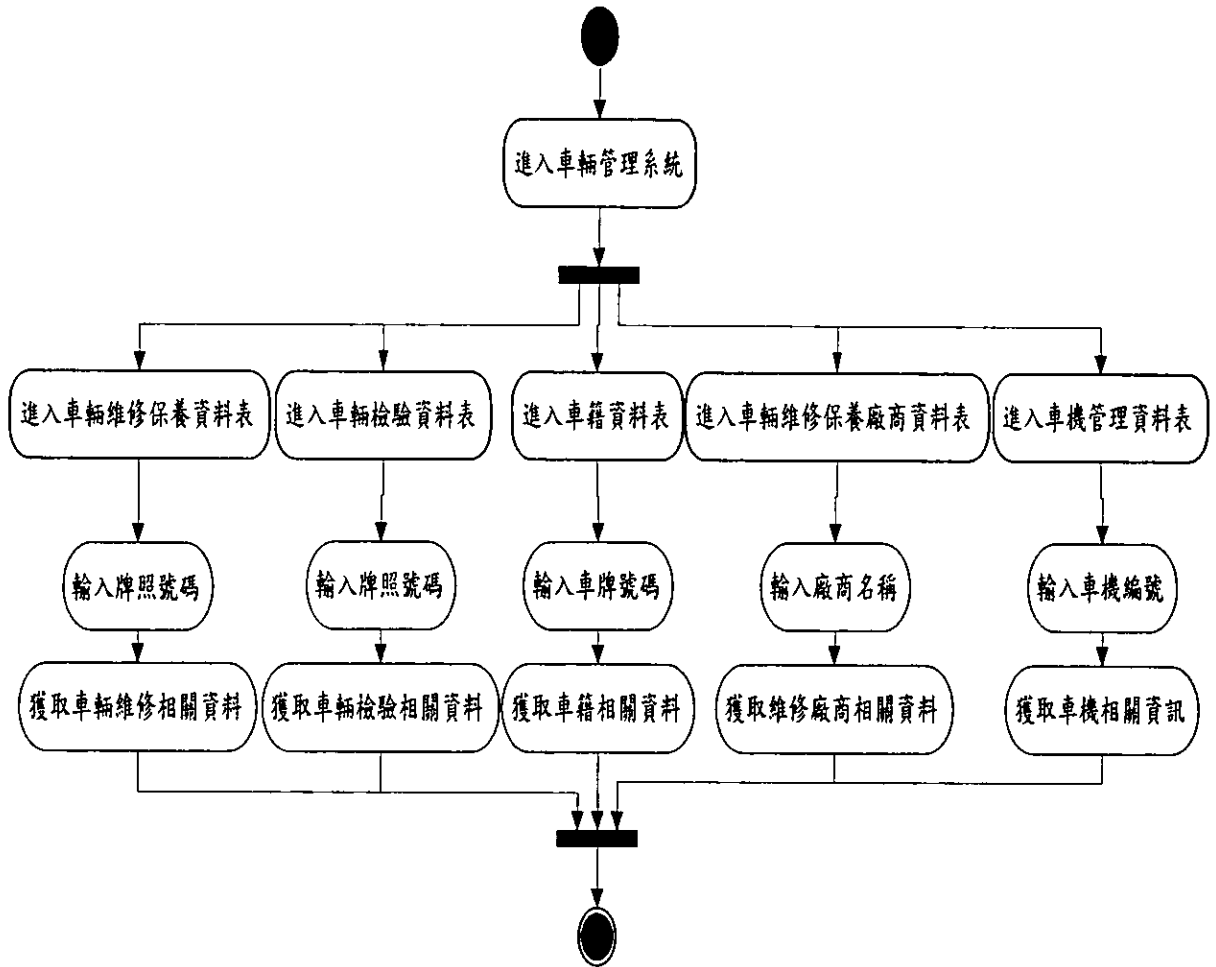 進入車輛管理系統
進入車輛維修保養資料表
進入車輛檢驗資料表
進入車籍資料表
進入車輛維修保養廠商資料表
進入車機管理資料表
輸入牌照號碼
輸入牌照號碼
輸入車牌號碼
輸入廠商名稱
輸入車機編號
獲取車輛維修相關資料
獲取車輛檢驗相關資料
獲取車籍相關資料
獲取維修廠商相關資料
獲取車機相關資訊